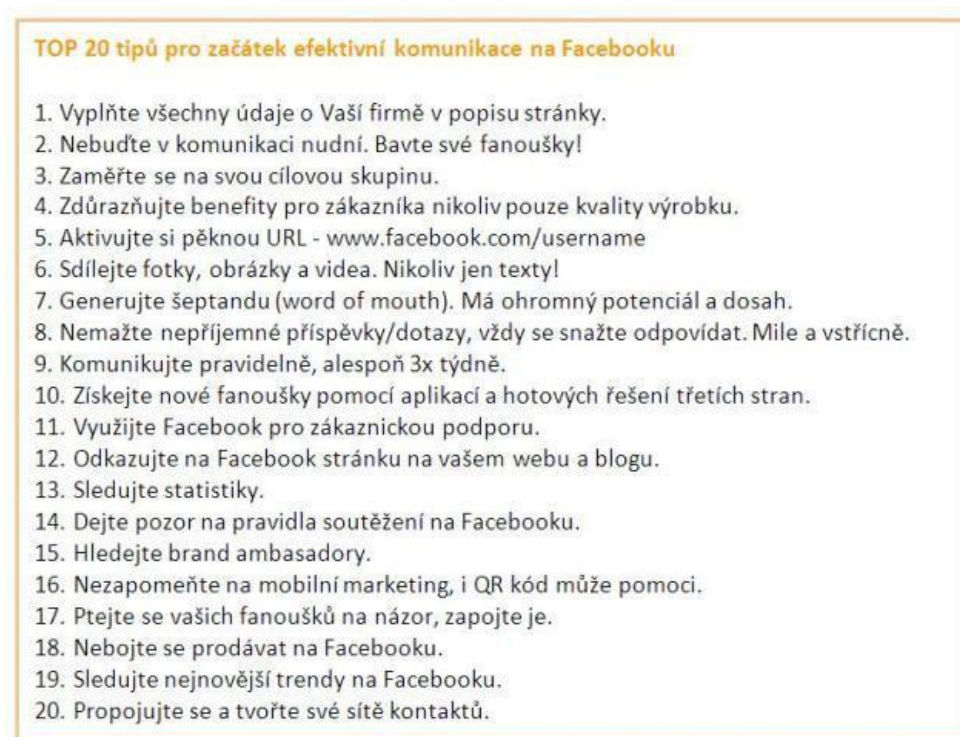 TOP 20 tipů pro začátek efektivní komunikace na Facebooku
1. Vyplňte všechny údaje o Vaší firmě v popisu stránky.
2. Nebuďte v komunikaci nudní. Bavte své fanoušky!
3. Zaměřte se na svou cílovou skupinu.
4. Zdůrazňujte benefity pro zákazníka nikoliv pouze kvality výrobku.
5. Aktivujte si pěknou URL - www.facebook.com/username
6. Sdílejte fotky, obrázky a videa. Nikoliv jen texty!
7. Generujte šeptandu (word of mouth). Má ohromný potenciál a dosah.
8. Nemažte nepříjemné příspěvky/dotazy, vždy se snažte odpovídat. Mile a vstřícně.
9. Komunikujte pravidelně, alespoň 3x týdně.
10. Získejte nové fanoušky pomocí aplikací a hotových řešení třetích stran.
11. Využijte Facebook pro zákaznickou podporu.
12. Odkazujte na Facebook stránku na vašem webu a blogu.
13. Sledujte statistiky.
14. Dejte pozor na pravidla soutěžení na Facebooku.
15. Hledejte brand ambasadory.
16. Nezapomeňte na mobilní marketing, i QR kód může pomoci.
17. Ptejte se vašich fanoušků na názor, zapojte je.
18. Nebojte se prodávat na Facebooku.
19. Sledujte nejnovější trendy na Facebooku.
20. Propojujte se a tvořte své sítě kontaktů.